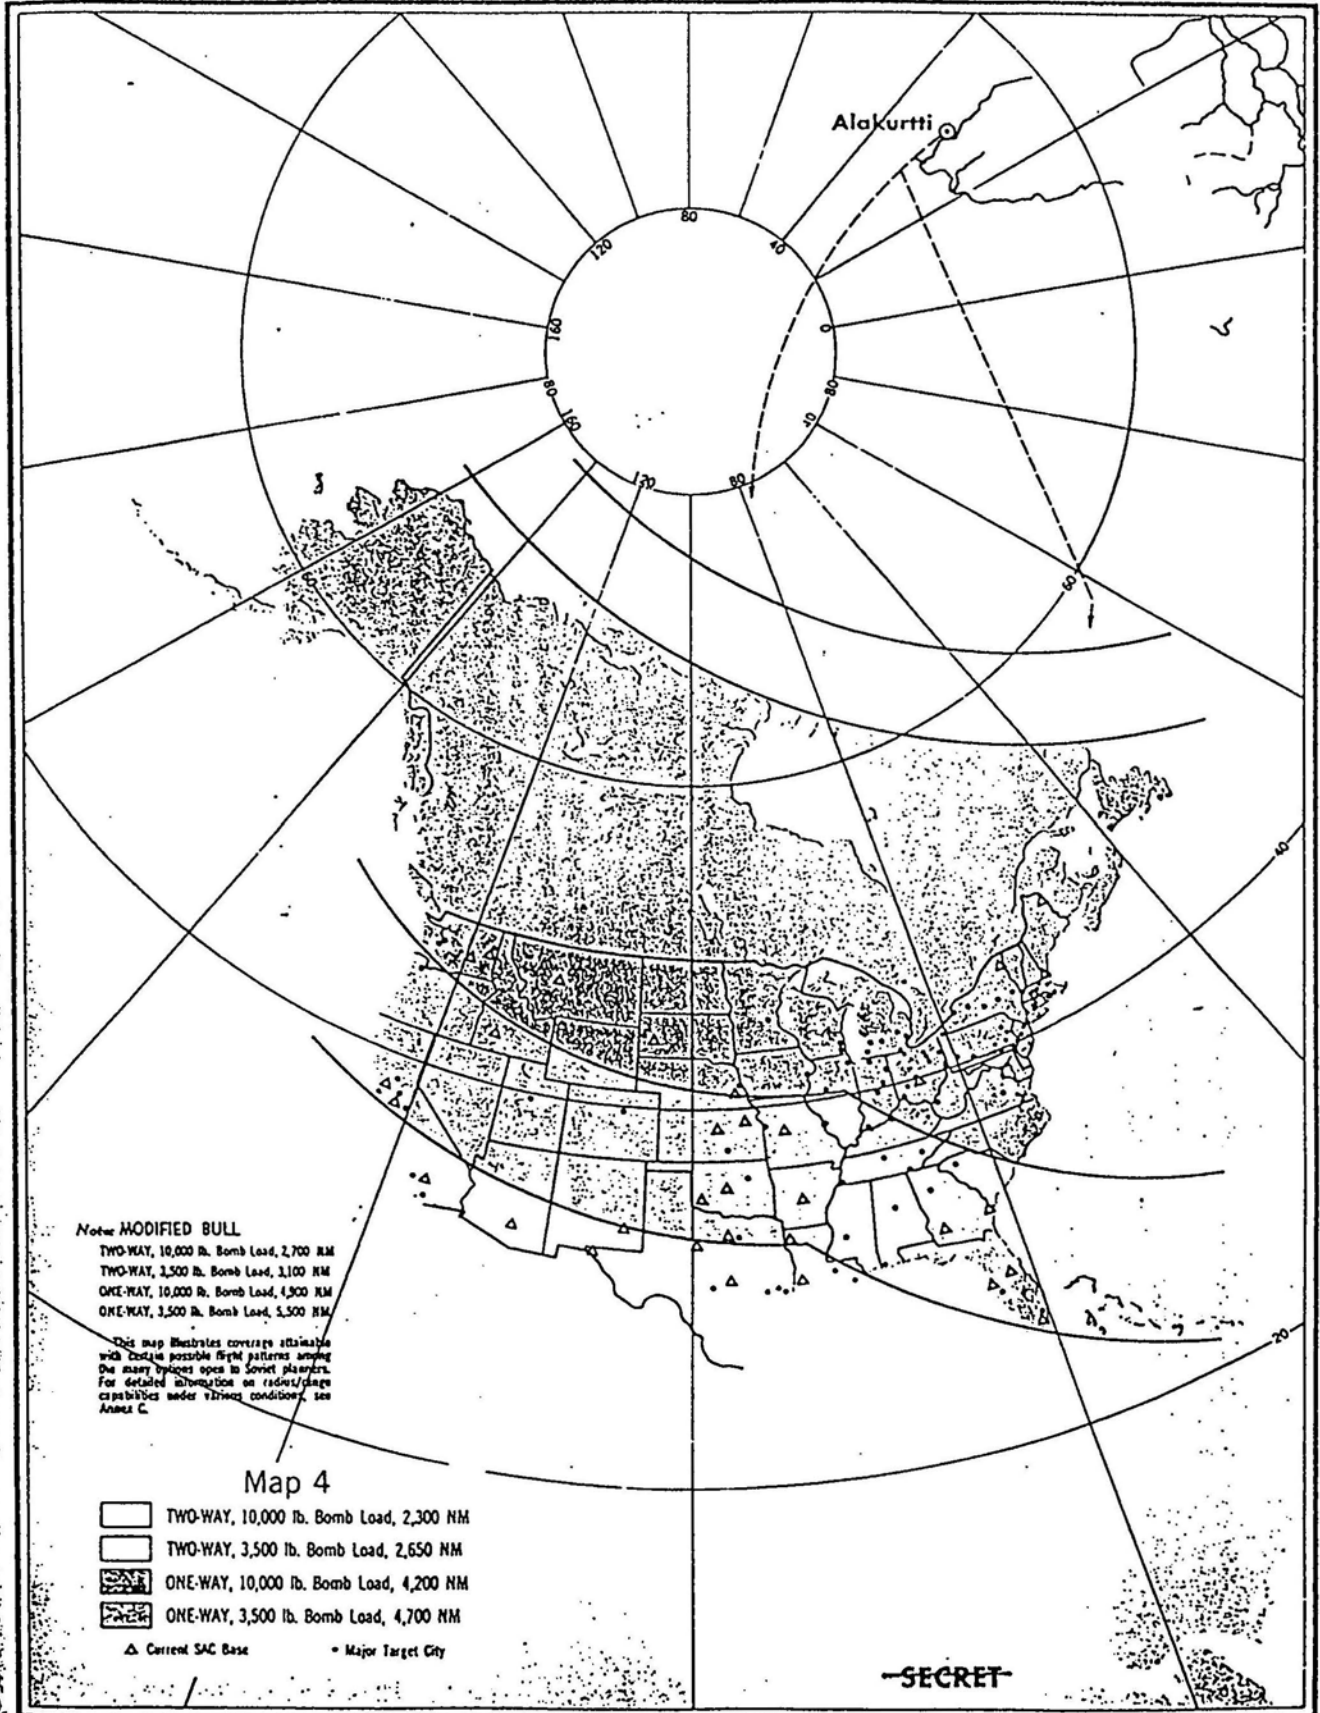 Alakurtti
80
120
40
160
0
80
80
160
40
120
80
60
40
20
Note: MODIFIED BULL
TWO-WAY, 10,000 lb. Bomb Load, 2,700 NM
TWO-WAY, 3,500 lb. Bomb Load, 3,100 NM
ONE-WAY, 10,000 lb. Bomb Load, 4,900 NM
ONE-WAY, 3,500 lb. Bomb Load, 5,500 NM
This map illustrates coverage attainable
with certain possible flight patterns among
the many options open to Soviet planners.
For detailed information on radius/range
capabilities under various conditions, see
Annex C.
Map 4
TWO-WAY, 10,000 lb. Bomb Load, 2,300 NM
TWO-WAY, 3,500 lb. Bomb Load, 2,650 NM
ONE-WAY, 10,000 lb. Bomb Load, 4,200 NM
ONE-WAY, 3,500 lb. Bomb Load, 4,700 NM
Current SAC Base
Major Target City
SECRET